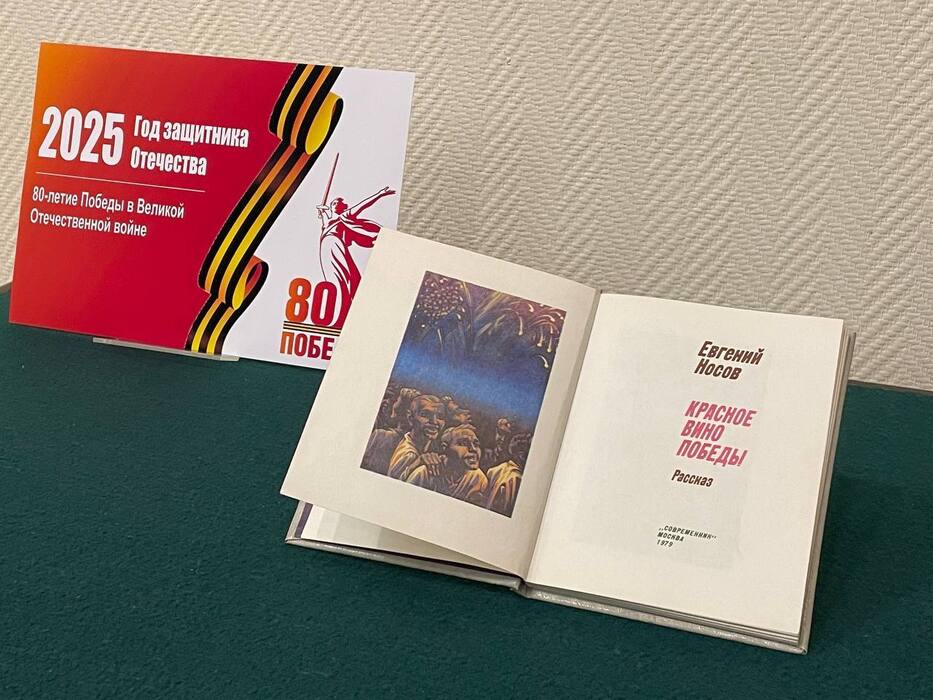 2025 Год защитника
Отечества
80-летие Победы в Великой
Отечественной войне
80
ПОБЕ
Евгений
Носов
КРАСНОЕ
ВИНО
ПОБЕДЫ
Рассказ
„СОВРЕМЕННИК“
МОСКВА
1979